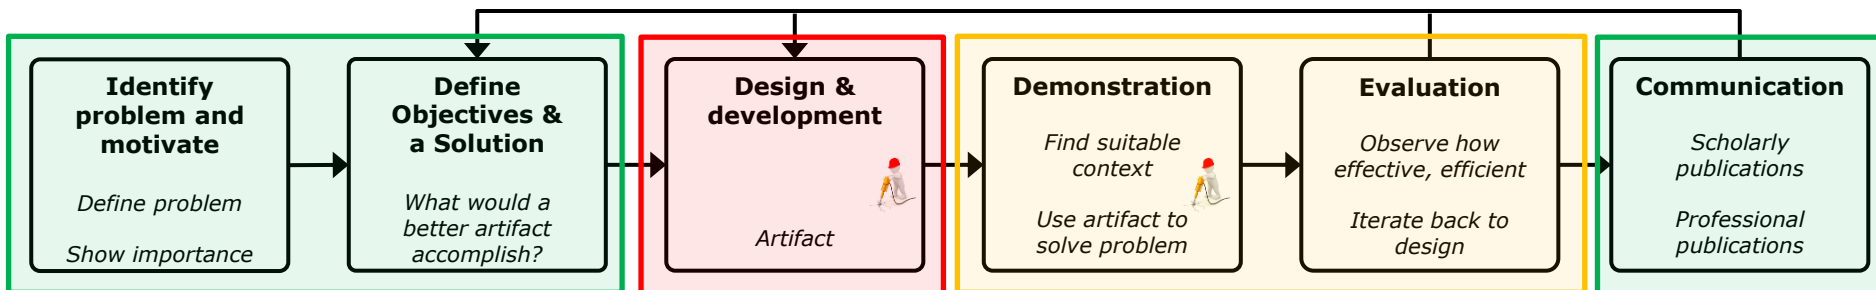 Identify
problem and
motivate
Define problem
Show importance
Define
Objectives &
a Solution
What would a
better artifact
accomplish?
Design &
development
Artifact
Demonstration
Find suitable
context
Use artifact to
solve problem
Evaluation
Observe how
effective, efficient
Iterate back to
design
Communication
Scholarly
publications
Professional
publications